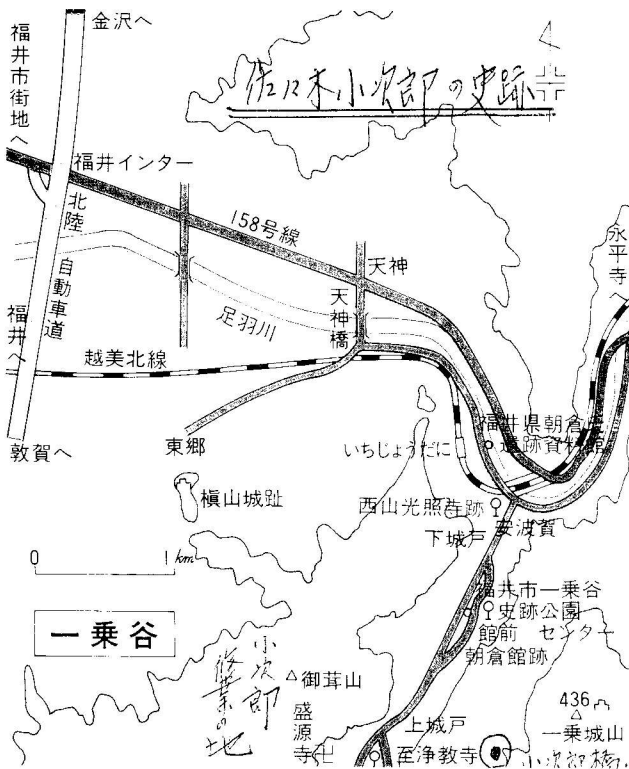 金沢へ
福井市街地へ
佐々木小次郎の史跡
福井インター
北陸自動車道
158号線
永平寺へ
天神
天神橋
足羽川
福井へ
越美北線
東郷
敦賀へ
福井県朝倉氏
遺跡資料館
いちじょうだに
槇山城趾
西山光照寺跡
安波賀
下城戸
0 1km
福井市一乗谷
史跡公園
センター
館前
朝倉館跡
一乗谷
小次郎
修業の地
御茸山
盛源寺
上城戸
436
一乗城山
至浄教寺
小次郎橋